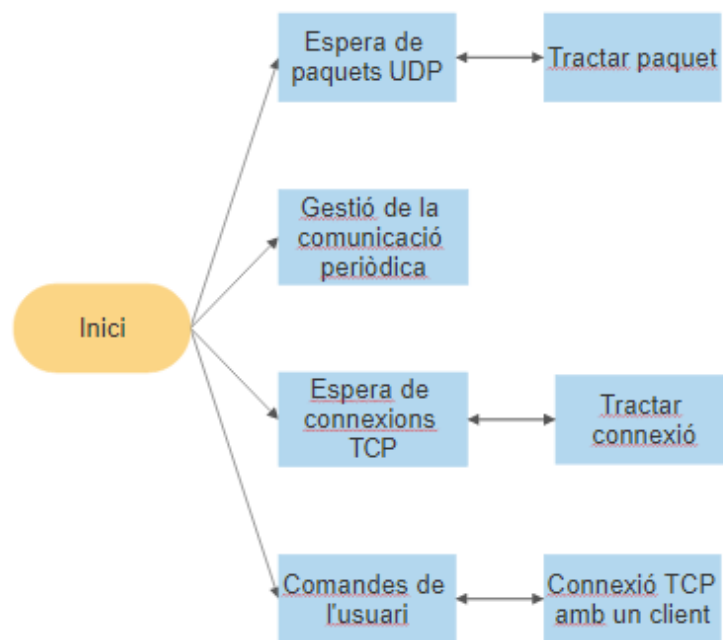 Espera de
paquets UDP
Tractar paquet
Gestió de la
comunicació
periòdica
Inici
Espera de
connexions
TCP
Tractar
connexió
Comandes de
l'usuari
Connexió TCP
amb un client